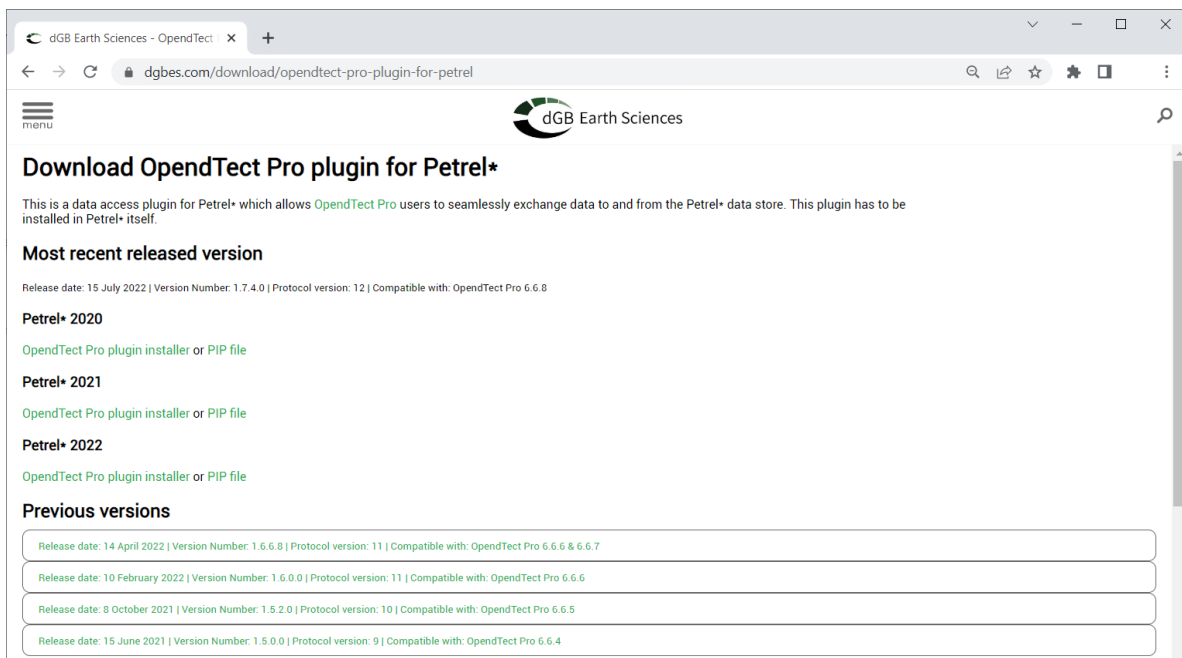 dGB Earth Sciences - OpendTect
dgbes.com/download/opendtect-pro-plugin-for-petrel
menu
dGB Earth Sciences
Download OpendTect Pro plugin for Petrel*
This is a data access plugin for Petrel* which allows OpendTect Pro users to seamlessly exchange data to and from the Petrel* data store. This plugin has to be
installed in Petrel* itself.
Most recent released version
Release date: 15 July 2022 | Version Number: 1.7.4.0 | Protocol version: 12 | Compatible with: OpendTect Pro 6.6.8
Petrel* 2020
OpendTect Pro plugin installer or PIP file
Petrel* 2021
OpendTect Pro plugin installer or PIP file
Petrel* 2022
OpendTect Pro plugin installer or PIP file
Previous versions
Release date: 14 April 2022 | Version Number: 1.6.6.8 | Protocol version: 11 | Compatible with: OpendTect Pro 6.6.6 & 6.6.7
Release date: 10 February 2022 | Version Number: 1.6.0.0 | Protocol version: 11 | Compatible with: OpendTect Pro 6.6.6
Release date: 8 October 2021 | Version Number: 1.5.2.0 | Protocol version: 10 | Compatible with: OpendTect Pro 6.6.5
Release date: 15 June 2021 | Version Number: 1.5.0.0 | Protocol version: 9 | Compatible with: OpendTect Pro 6.6.4